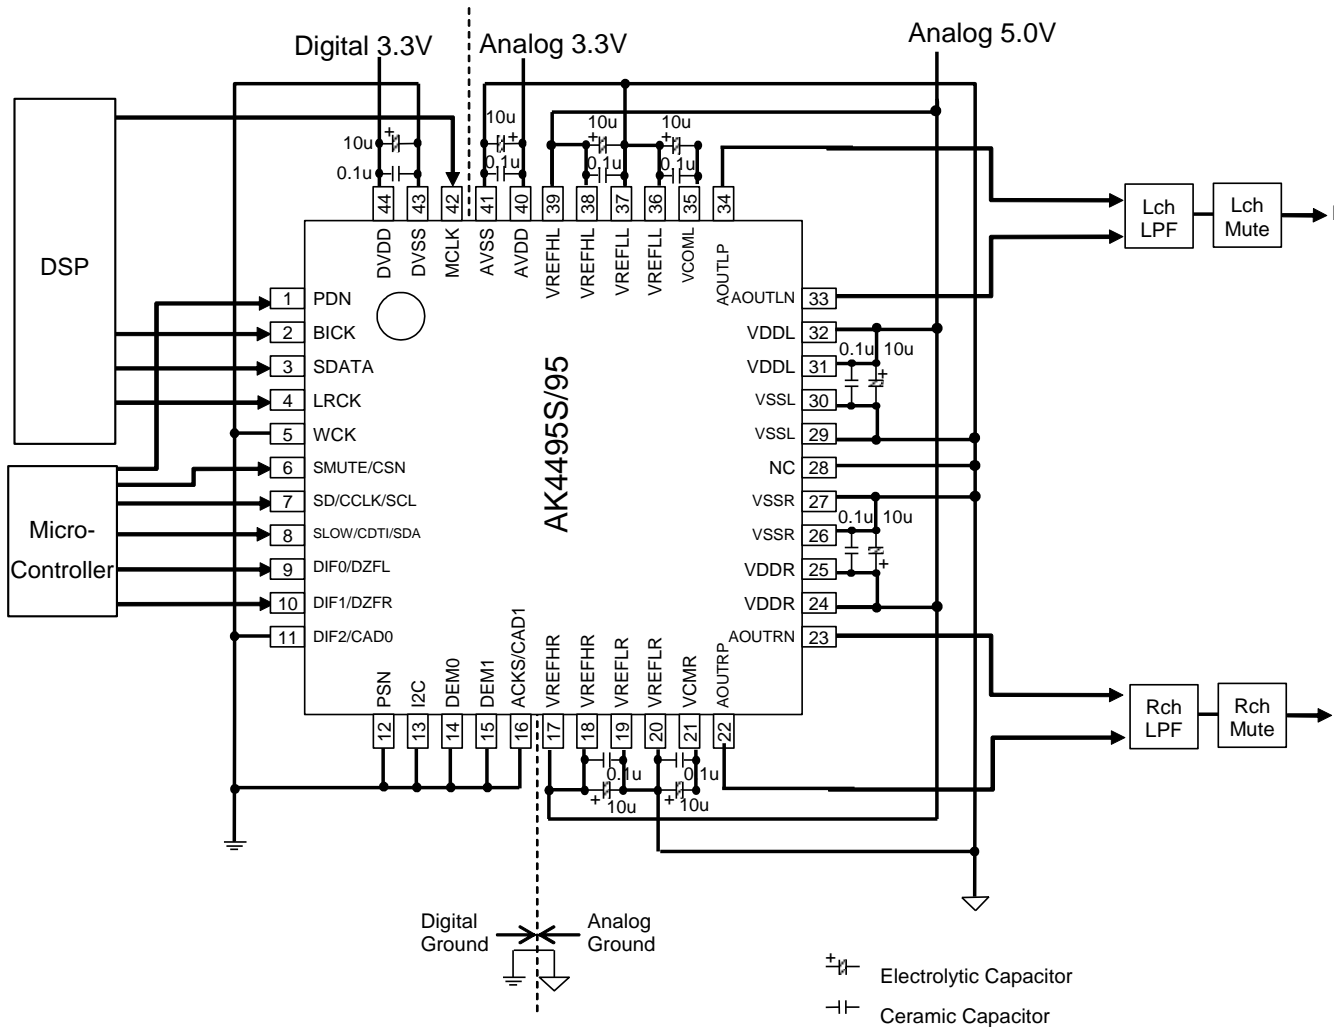 Digital 3.3V
Analog 3.3V
Analog 5.0V
10u
+
0.1u
10u
+
0.1u
10u
+
0.1u
10u
+
0.1u
44
43
42
41
40
39
38
37
36
35
34
DVDD
DVSS
MCLK
AVSS
AVDD
VREFHL
VREFHL
VREFLL
VREFLL
VCOML
AOUTLP
DSP
Micro-
Controller
1 PDN
2 BICK
3 SDATA
4 LRCK
5 WCK
6 SMUTE/CSN
7 SD/CCLK/SCL
8 SLOW/CDTI/SDA
9 DIF0/DZFL
10 DIF1/DZFR
11 DIF2/CAD0
AK4495S/95
AOUTLN 33
VDDL 32
VDDL 31
VSSL 30
VSSL 29
NC 28
VSSR 27
VSSR 26
VDDR 25
VDDR 24
AOUTRN 23
0.1u 10u
+
0.1u 10u
+
Lch
LPF
Lch
Mute
Rch
LPF
Rch
Mute
PSN
I2C
DEM0
DEM1
ACKS/CAD1
VREFHR
VREFHR
VREFLR
VREFLR
VCMR
AOUTRP
12
13
14
15
16
17
18
19
20
21
22
0.1u
+
10u
0.1u
+
10u
Digital
Ground
Analog
Ground
+
Electrolytic Capacitor
Ceramic Capacitor